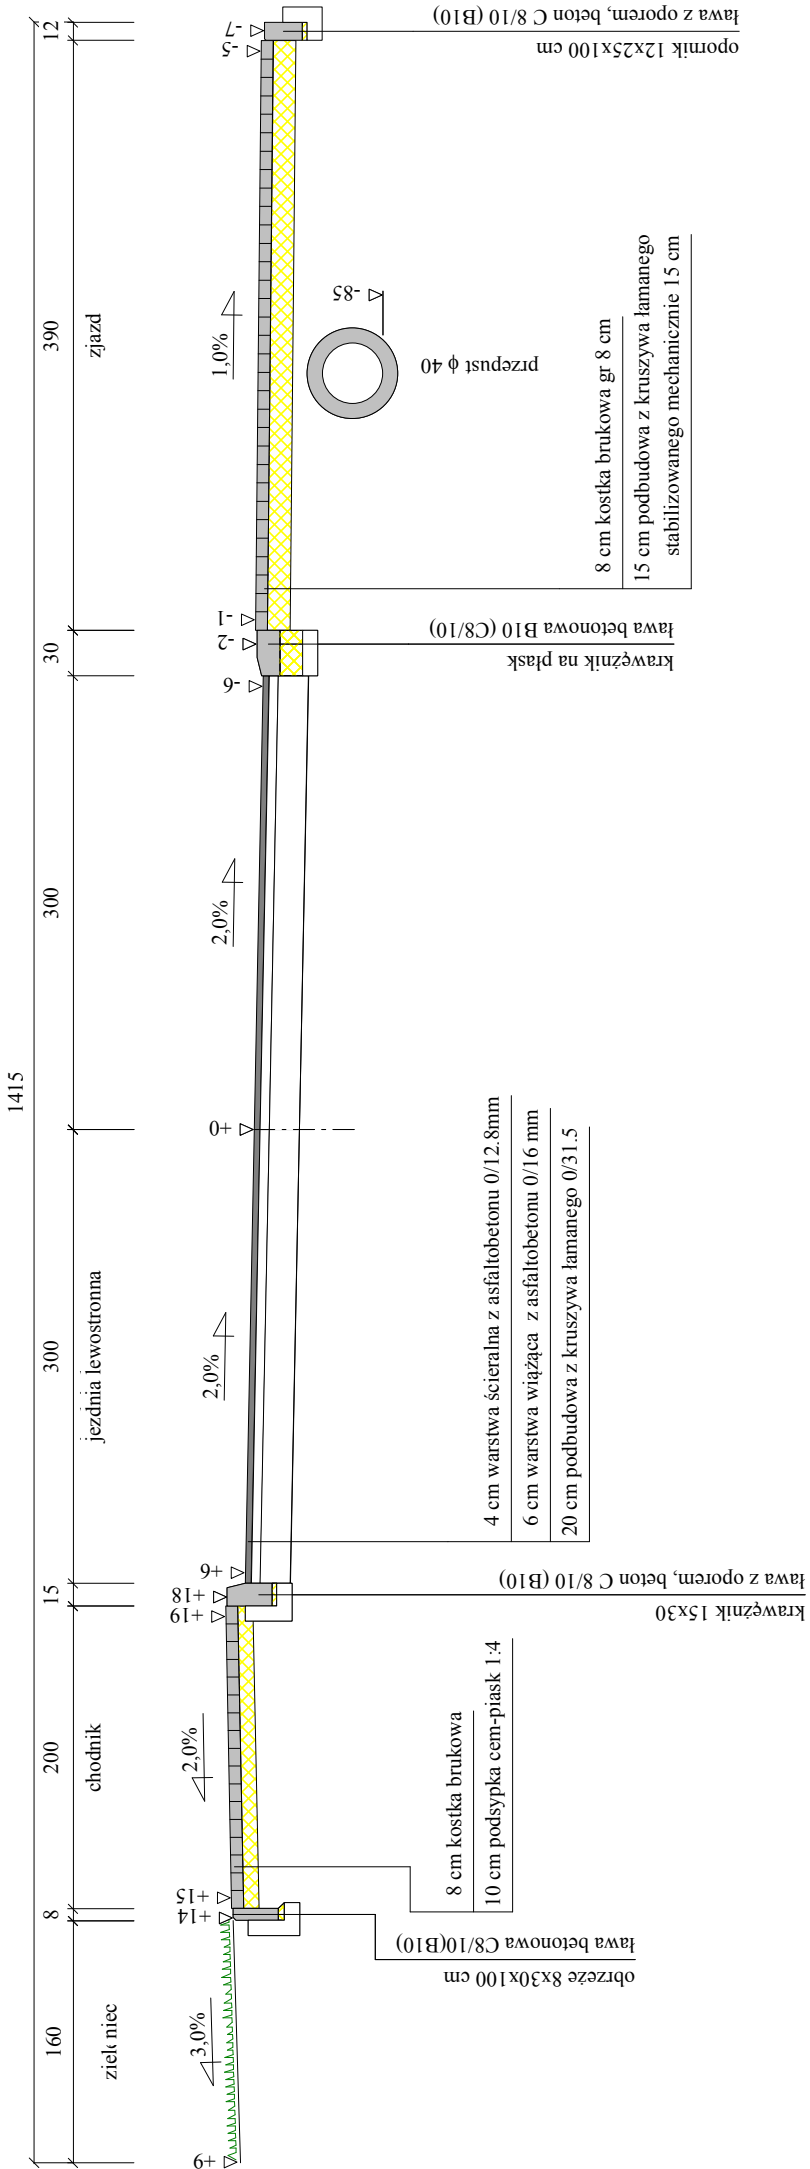 1415
160
8
200
15
300
300
30
390
12
chodnik
jezdnia lewostronna
zjazd
+9
3,0%
+14
+15
2,0%
+19
+18
+6
2,0%
+0
2,0%
-6
-2
-1
1,0%
-5
-7
-85
przepust ϕ 40
obrzeże 8x30x100 cm
ława betonowa C8/10(B10)
8 cm kostka brukowa
10 cm podsypka cem-piask 1:4
krawężnik 15x30
ława z oporem, beton C 8/10 (B10)
4 cm warstwa ścieralna z asfaltobetonu 0/12.8mm
6 cm warstwa wiążąca z asfaltobetonu 0/16 mm
20 cm podbudowa z kruszywa łamanego 0/31.5
krawężnik na płask
ława betonowa B10 (C8/10)
8 cm kostka brukowa gr 8 cm
15 cm podbudowa z kruszywa łamanego
stabilizowanego mechanicznie 15 cm
opornik 12x25x100 cm
ława z oporem, beton C 8/10 (B10)